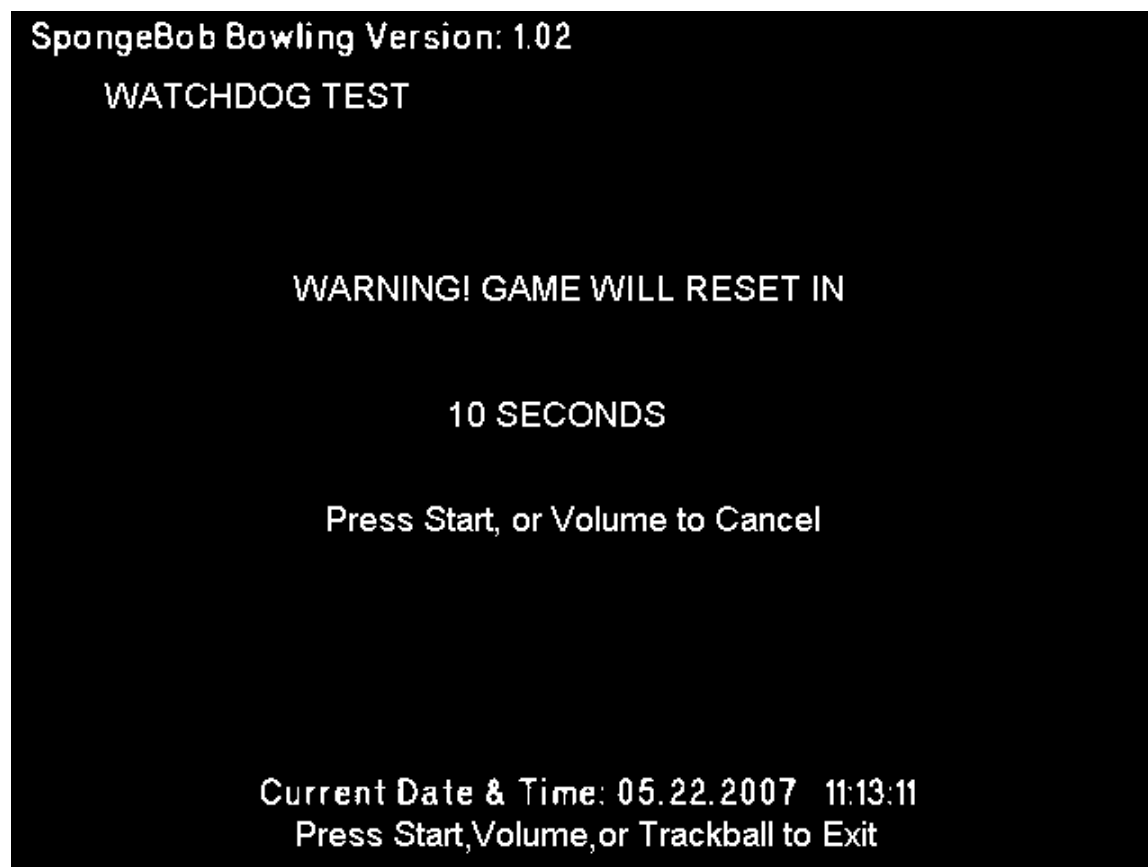 SpongeBob Bowling Version: 1.02
WATCHDOG TEST
WARNING! GAME WILL RESET IN
10 SECONDS
Press Start, or Volume to Cancel
Current Date & Time: 05.22.2007 11:13:11
Press Start,Volume,or Trackball to Exit